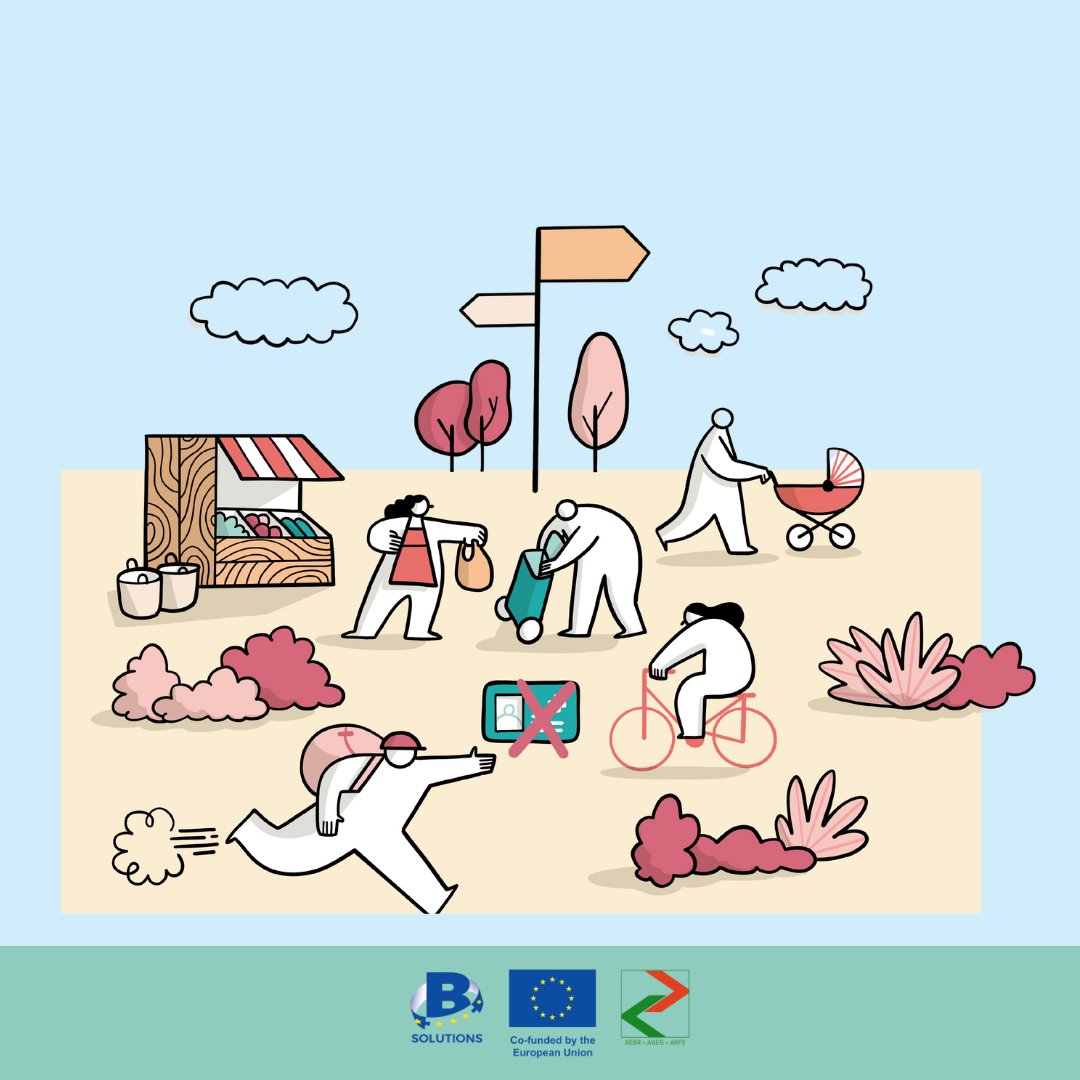 B
SOLUTIONS
Co-funded by the
European Union
AEBR – AGEG – ARFE